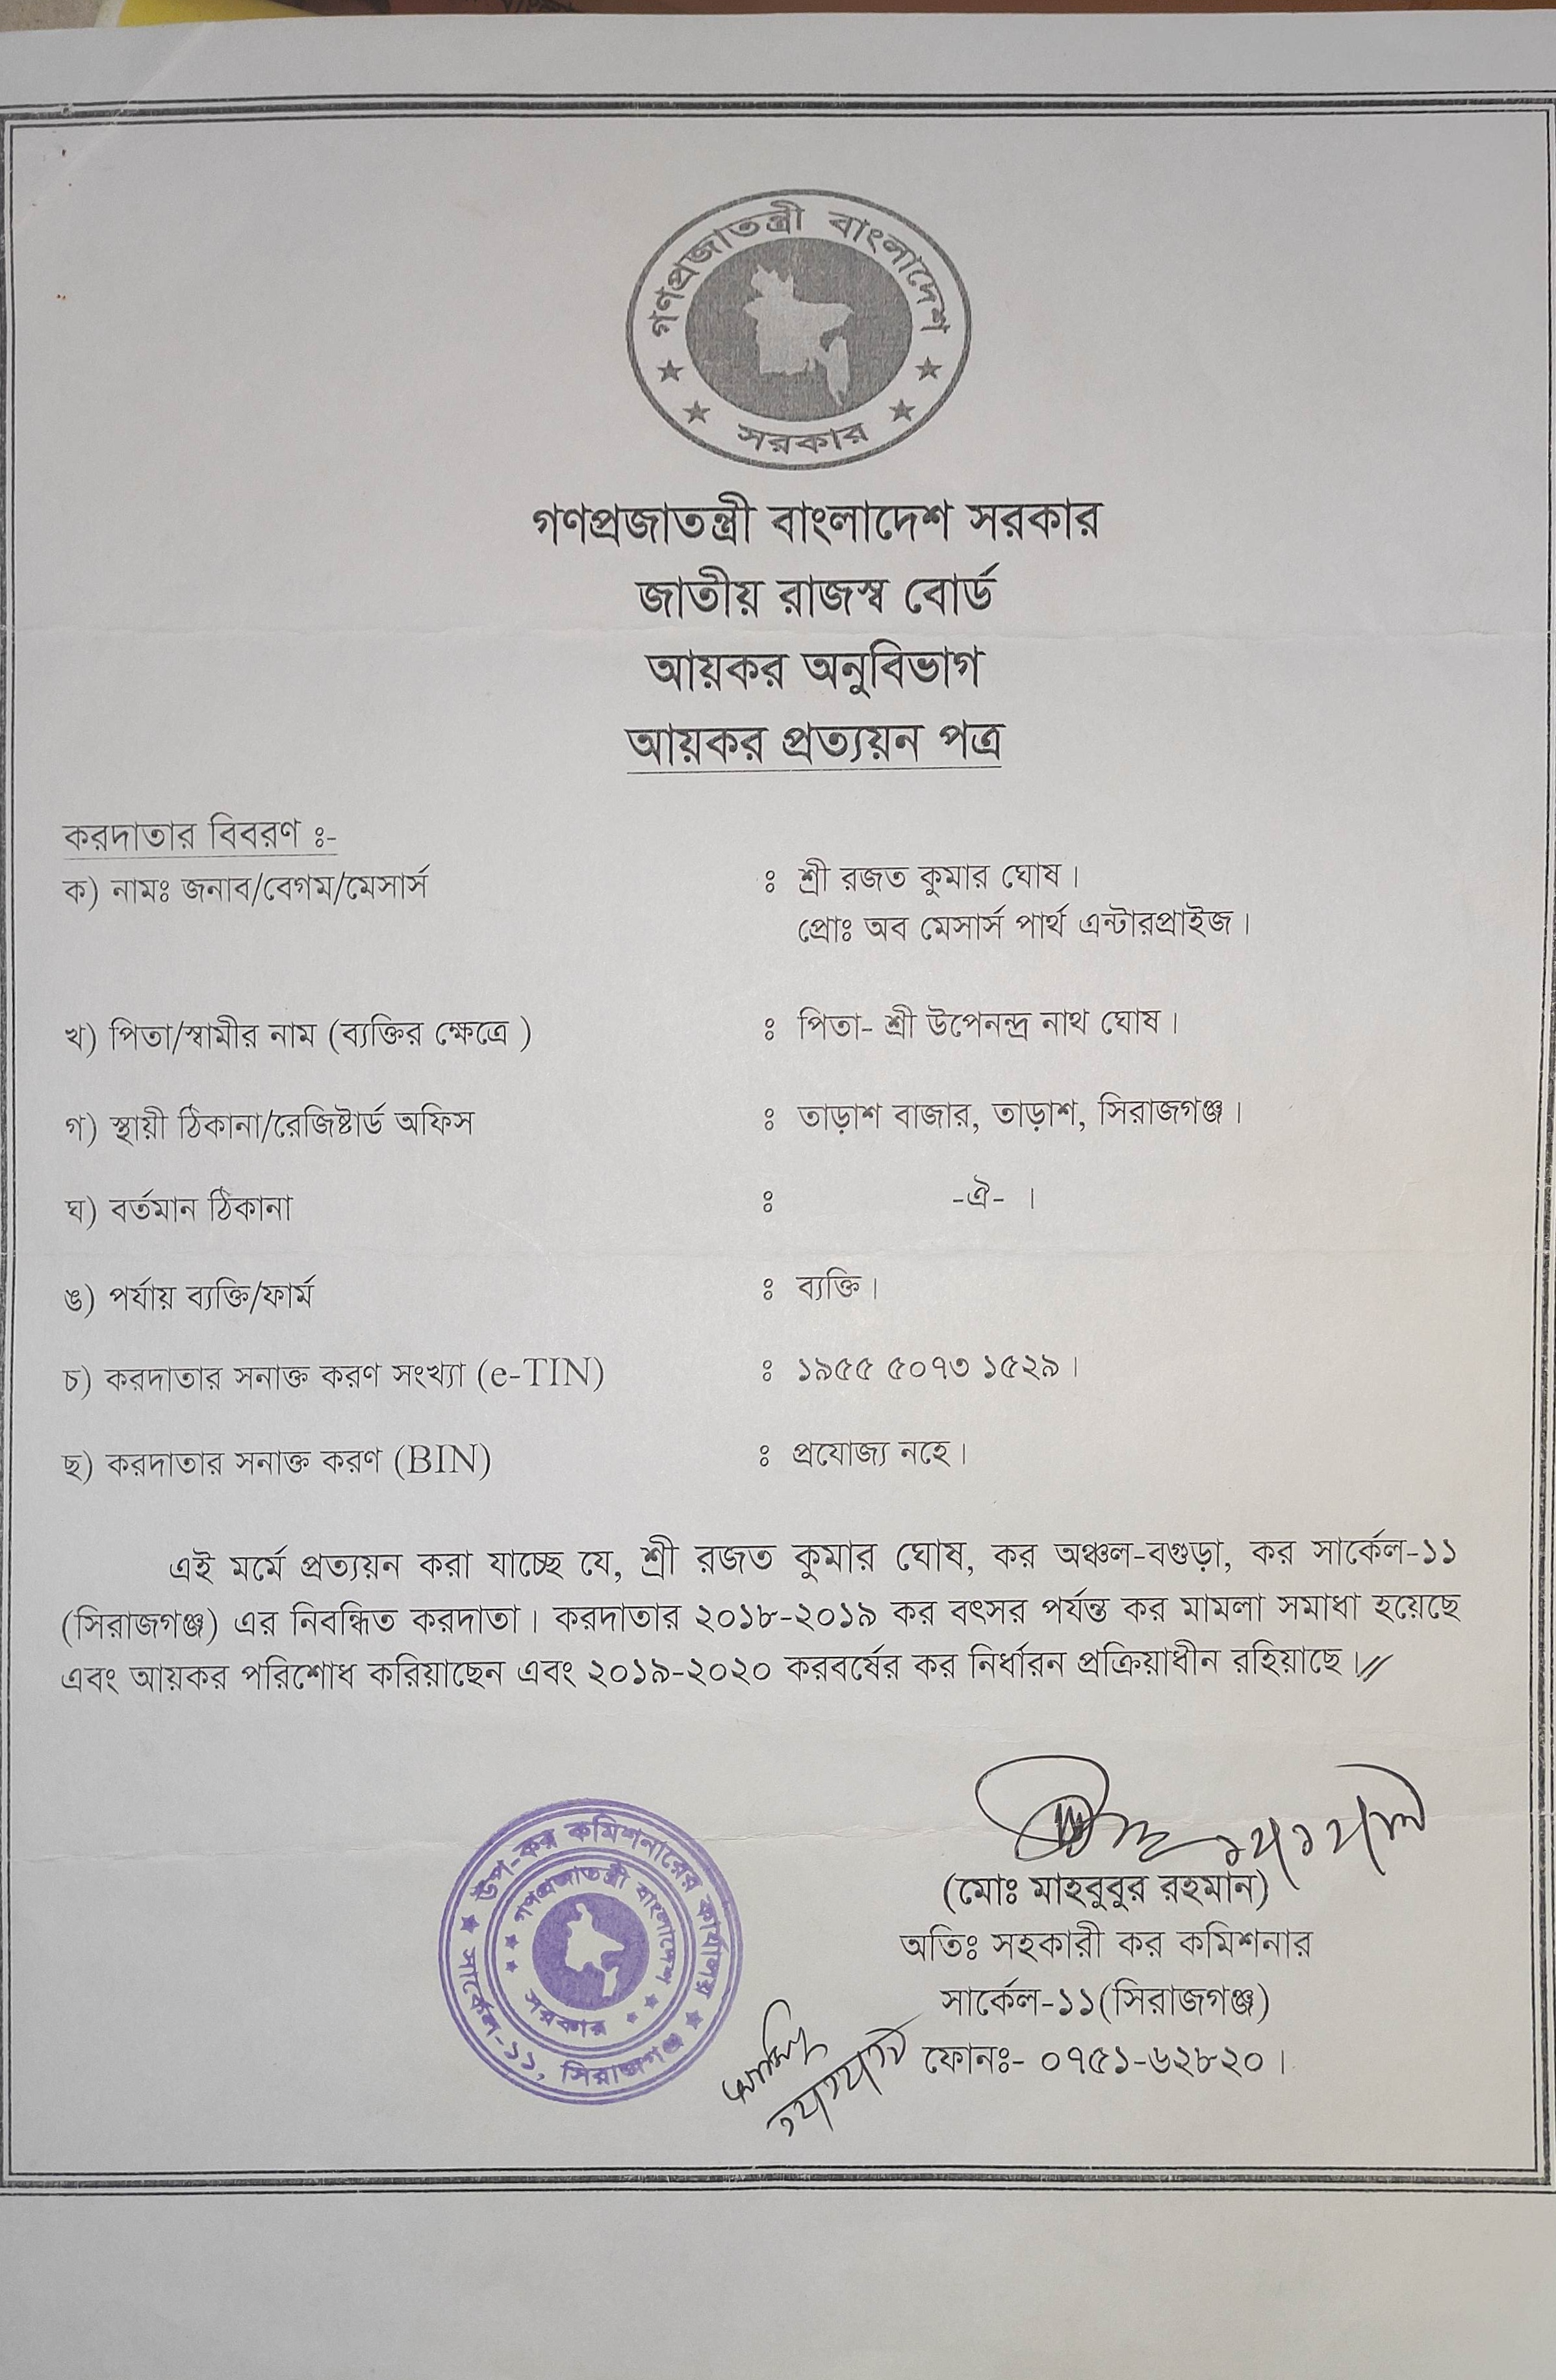 গণপ্রজাতন্ত্রী বাংলাদেশ
সরকার
গণপ্রজাতন্ত্রী বাংলাদেশ সরকার
জাতীয় রাজস্ব বোর্ড
আয়কর অনুবিভাগ
আয়কর প্রত্যয়ন পত্র
করদাতার বিবরণ ঃ-
ক) নামঃ জনাব/বেগম/মেসার্স ঃ শ্রী রজত কুমার ঘোষ।
প্রোঃ অব মেসার্স পার্থ এন্টারপ্রাইজ।
খ) পিতা/স্বামীর নাম (ব্যক্তির ক্ষেত্রে ) ঃ পিতা- শ্রী উপেনন্দ্র নাথ ঘোষ।
গ) স্থায়ী ঠিকানা/রেজিষ্টার্ড অফিস ঃ তাড়াশ বাজার, তাড়াশ, সিরাজগঞ্জ।
ঘ) বর্তমান ঠিকানা ঃ -ঐ- ।
ঙ) পর্যায় ব্যক্তি/ফার্ম ঃ ব্যক্তি।
চ) করদাতার সনাক্ত করণ সংখ্যা (e-TIN) ঃ ১৯৫৫ ৫০৭৩ ১৫২৯।
ছ) করদাতার সনাক্ত করণ (BIN) ঃ প্রযোজ্য নহে।
এই মর্মে প্রত্যয়ন করা যাচ্ছে যে, শ্রী রজত কুমার ঘোষ, কর অঞ্চল-বগুড়া, কর সার্কেল-১১
(সিরাজগঞ্জ) এর নিবন্ধিত করদাতা। করদাতার ২০১৮-২০১৯ কর বৎসর পর্যন্ত কর মামলা সমাধা হয়েছে
এবং আয়কর পরিশোধ করিয়াছেন এবং ২০১৯-২০২০ করবর্ষের কর নির্ধারন প্রক্রিয়াধীন রহিয়াছে।
উপ-কর কমিশনারের কার্যালয়
গণপ্রজাতন্ত্রী বাংলাদেশ
সরকার
সার্কেল-১১, সিরাজগঞ্জ
(মোঃ মাহবুবুর রহমান)
অতিঃ সহকারী কর কমিশনার
সার্কেল-১১(সিরাজগঞ্জ)
ফোনঃ- ০৭৫১-৬২৮২০।